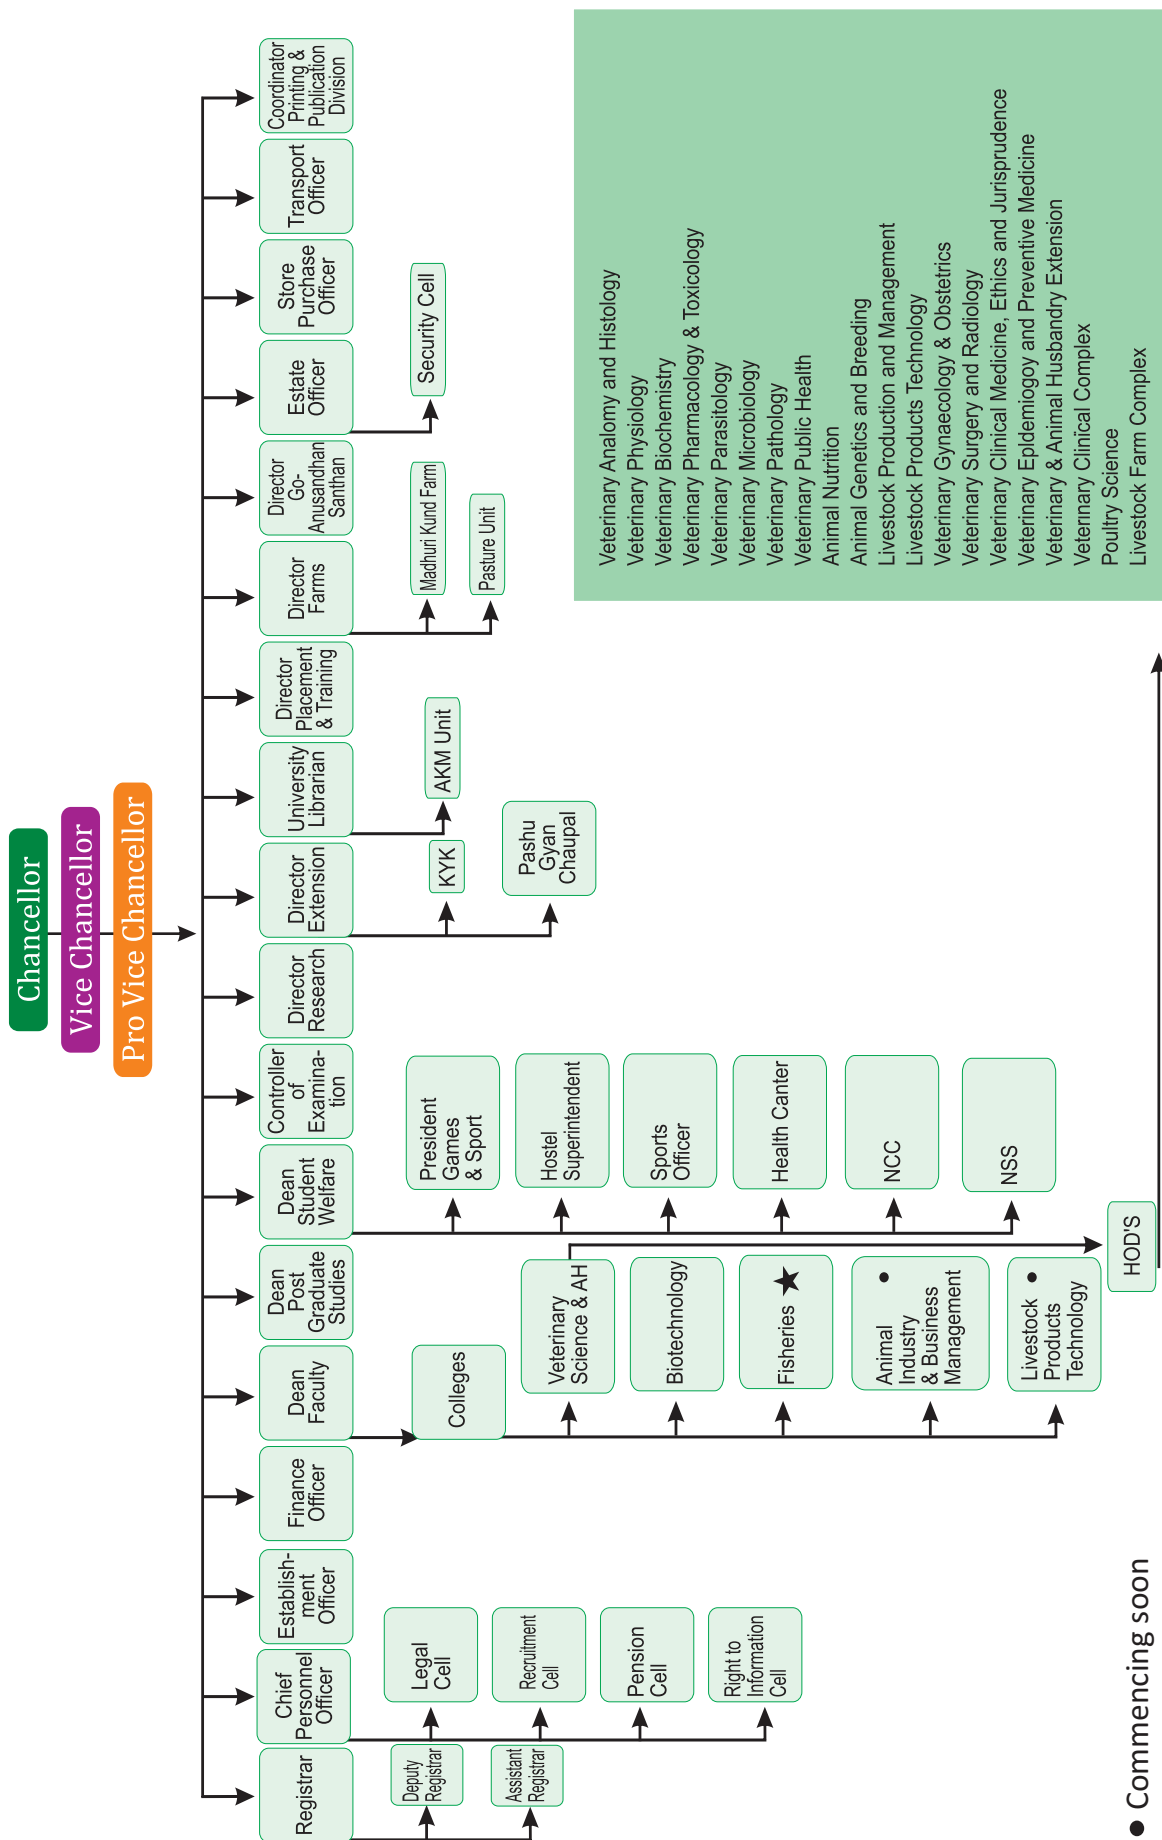 Chancellor
Vice Chancellor
Pro Vice Chancellor
Registrar
Chief
Personnel
Officer
Establish-
ment
Officer
Finance
Officer
Dean
Faculty
Dean
Post
Graduate
Studies
Dean
Student
Welfare
Controller
of
Examina-
tion
Director
Research
Director
Extension
University
Librarian
Director
Placement
& Training
Director
Farms
Director
Go-
Anusandhan
Santhan
Estate
Officer
Store
Purchase
Officer
Transport
Officer
Coordinator
Printing &
Publication
Division
Deputy
Registrar
Assistant
Registrar
Legal
Cell
Recruitment
Cell
Pension
Cell
Right to
Information
Cell
Colleges
Veterinary
Science & AH
Biotechnology
Fisheries ★
Animal
Industry
& Business
Management
Livestock
Products
Technology
President
Games
& Sport
Hostel
Superintendent
Sports
Officer
Health Canter
NCC
NSS
KYK
Pashu
Gyan
Chaupal
AKM Unit
Madhuri Kund Farm
Pasture Unit
Security Cell
HOD'S
Veterinary Analomy and Histology
Veterinary Physiology
Veterinary Biochemistry
Veterinary Pharmacology & Toxicology
Veterinary Parasitology
Veterinary Microbiology
Veterinary Pathology
Veterinary Public Health
Animal Nutrition
Animal Genetics and Breeding
Livestock Production and Management
Livestock Products Technology
Veterinary Gynaecology & Obstetrics
Veterinary Surgery and Radiology
Veterinary Clinical Medicine, Ethics and Jurisprudence
Veterinary Epldemiogoy and Preventive Medicine
Veterinary & Animal Husbandry Extension
Veterinary Clinical Complex
Poultry Science
Livestock Farm Complex
● Commencing soon